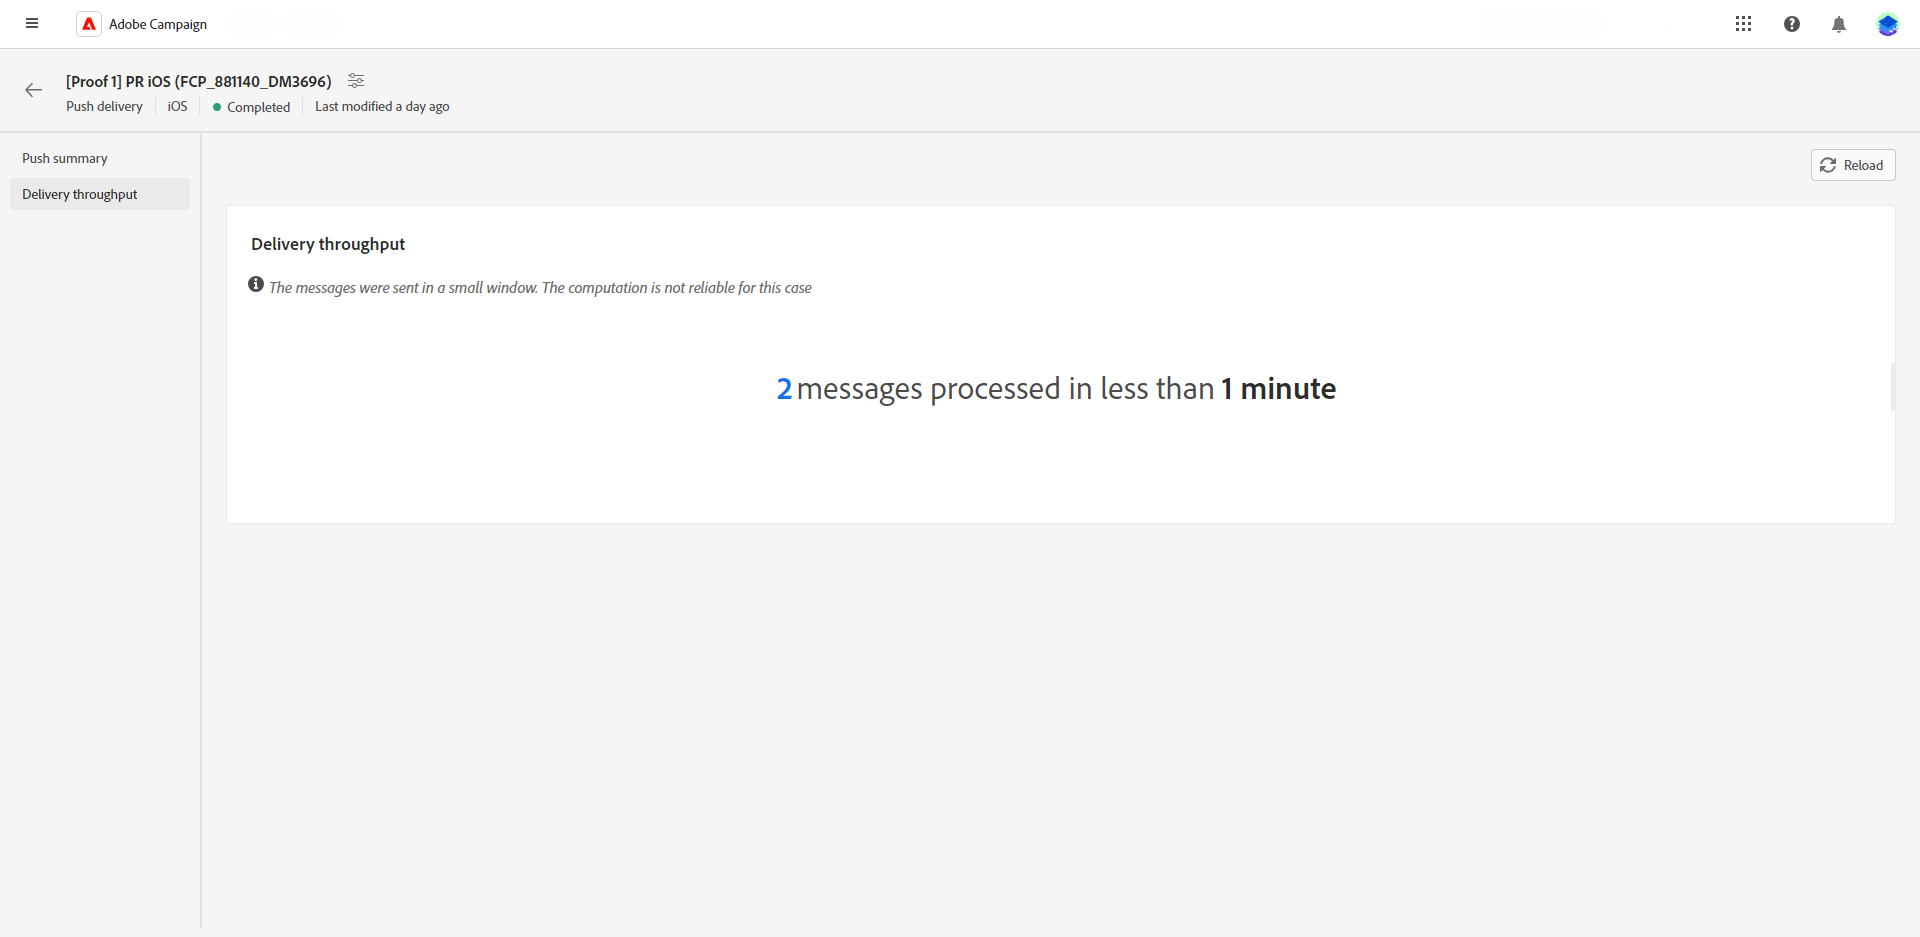 Adobe Campaign
[Proof 1] PR iOS (FCP_881140_DM3696)
Push delivery iOS Completed Last modified a day ago
Push summary
Delivery throughput
Reload
Delivery throughput
The messages were sent in a small window. The computation is not reliable for this case
2 messages processed in less than 1 minute